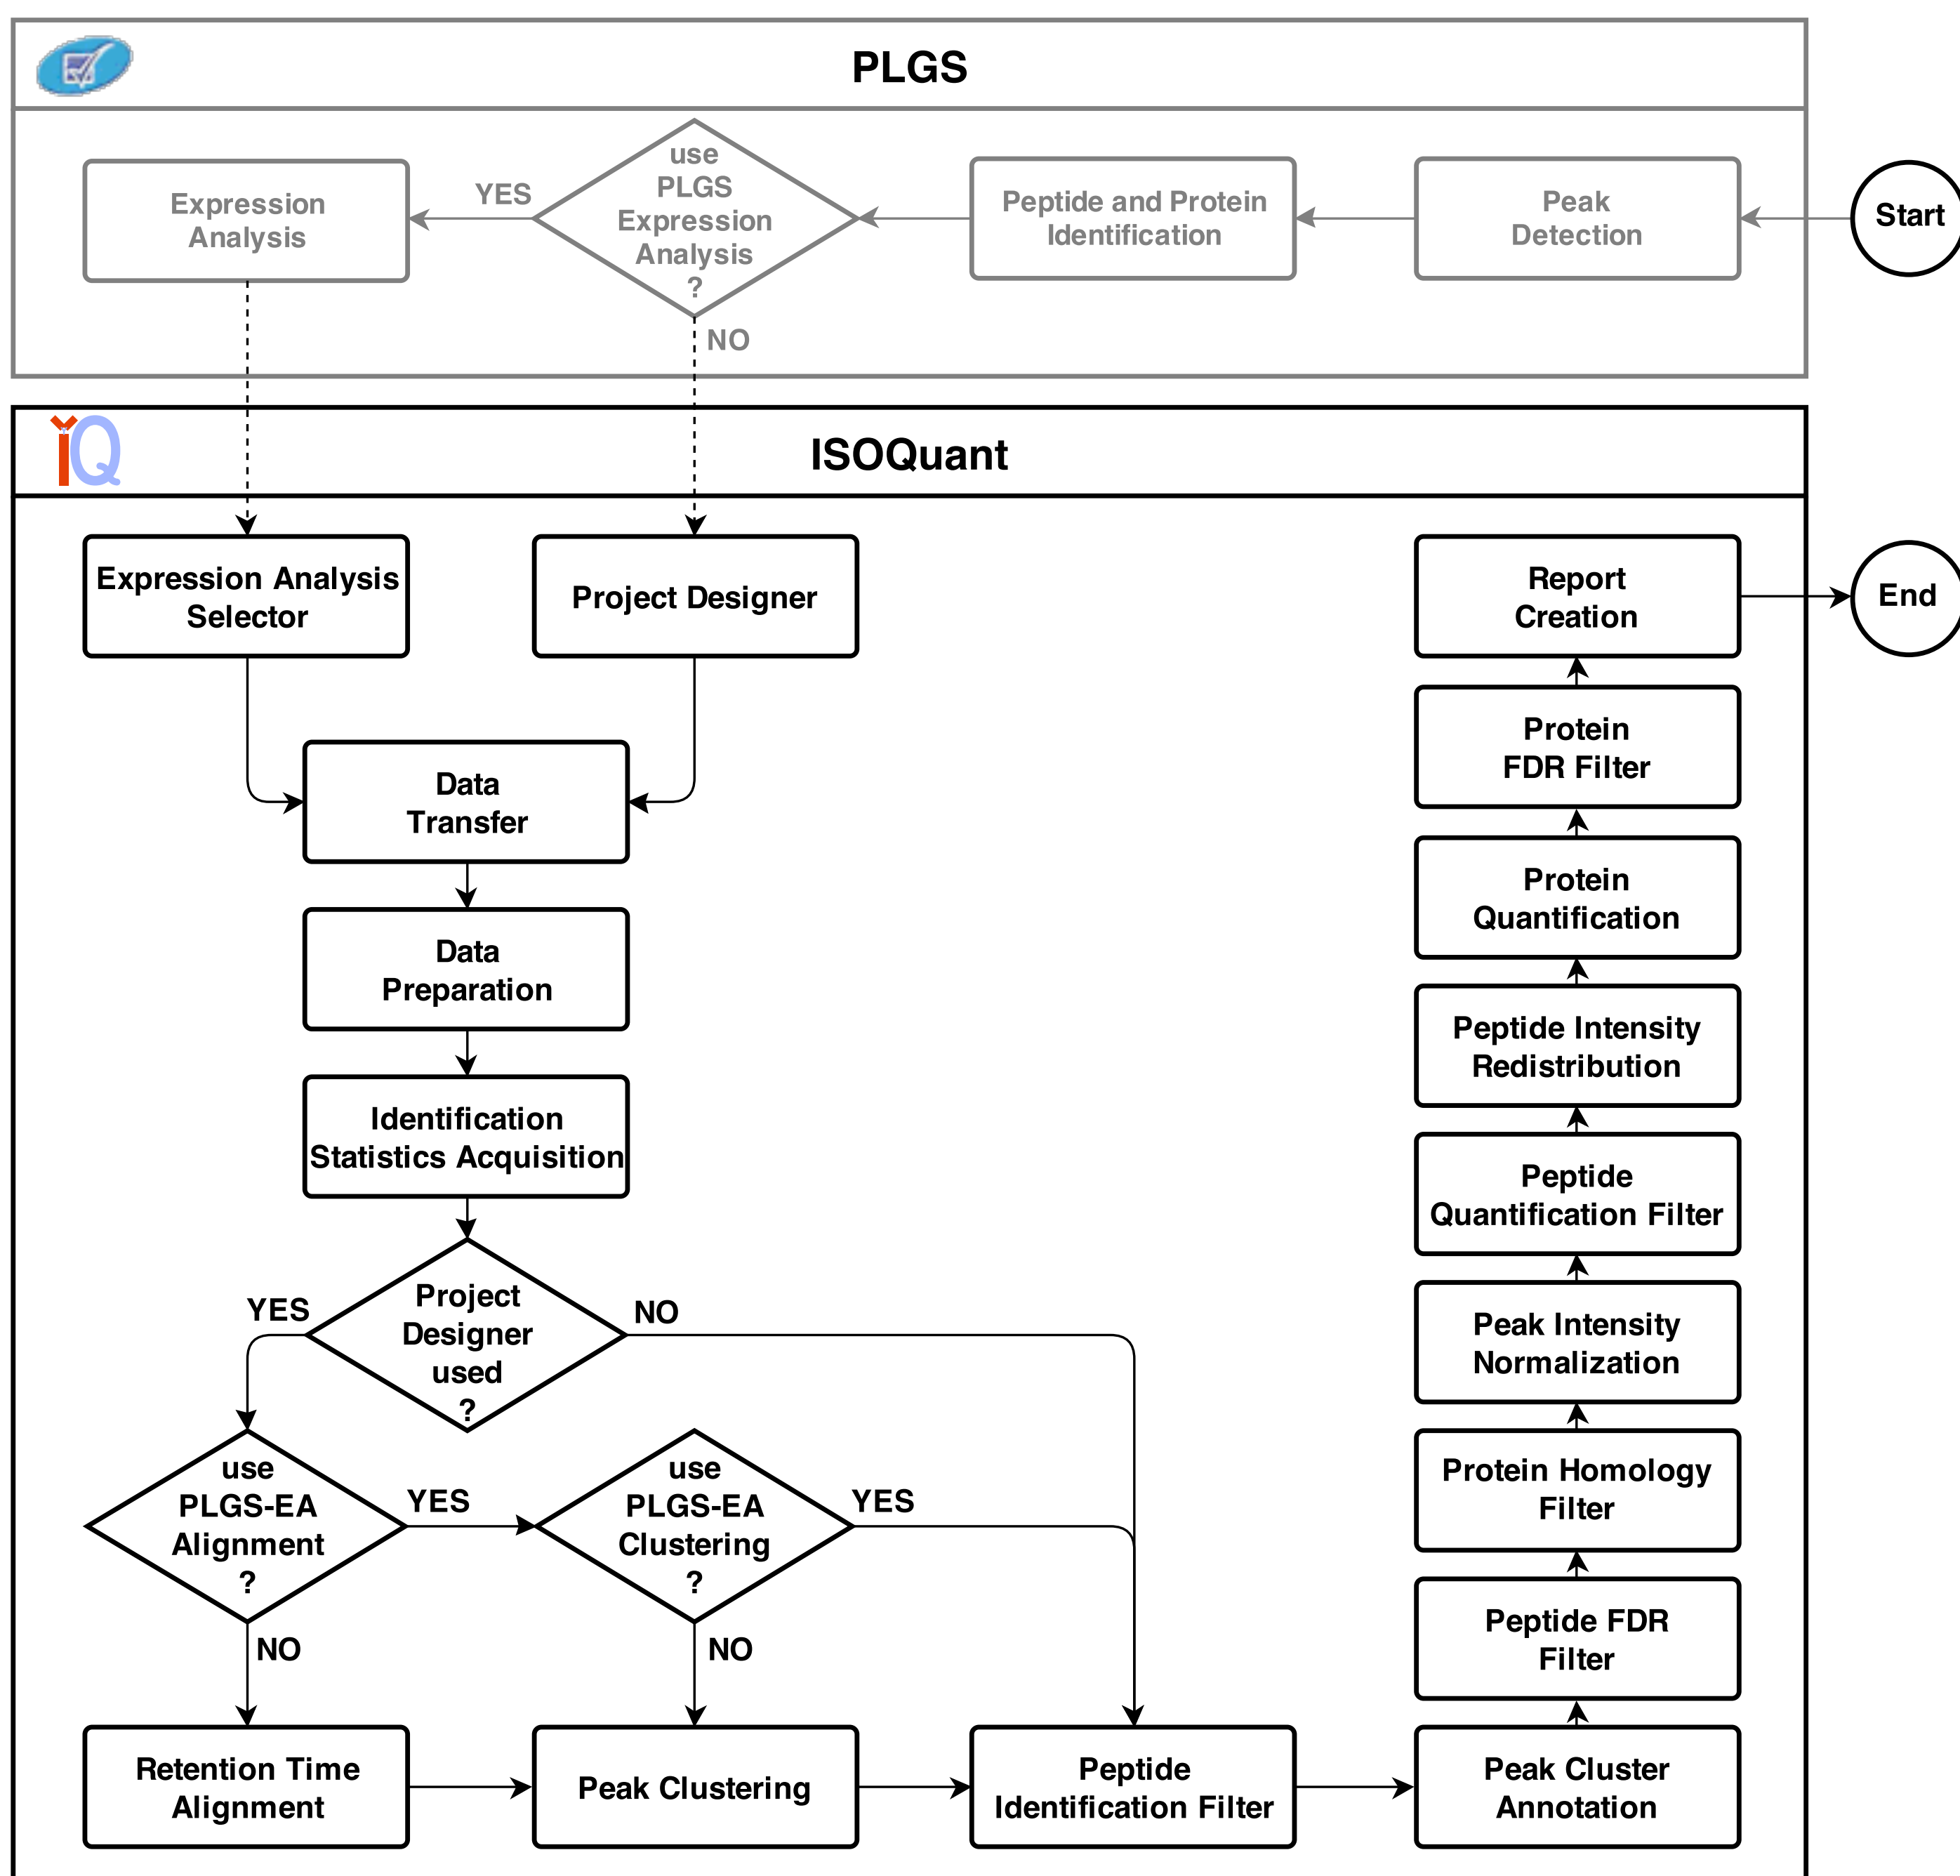 PLGS
Expression
Analysis
YES
use
PLGS
Expression
Analysis
?
NO
Peptide and Protein
Identification
Peak
Detection
Start
iQ
ISOQuant
Expression Analysis
Selector
Project Designer
Data
Transfer
Data
Preparation
Identification
Statistics Acquisition
Project
Designer
used
?
YES
NO
use
PLGS-EA
Alignment
?
YES
NO
use
PLGS-EA
Clustering
?
YES
NO
Retention Time
Alignment
Peak Clustering
Peptide
Identification Filter
Peak Cluster
Annotation
Peptide FDR
Filter
Protein Homology
Filter
Peak Intensity
Normalization
Peptide
Quantification Filter
Peptide Intensity
Redistribution
Protein
Quantification
Protein
FDR Filter
Report
Creation
End